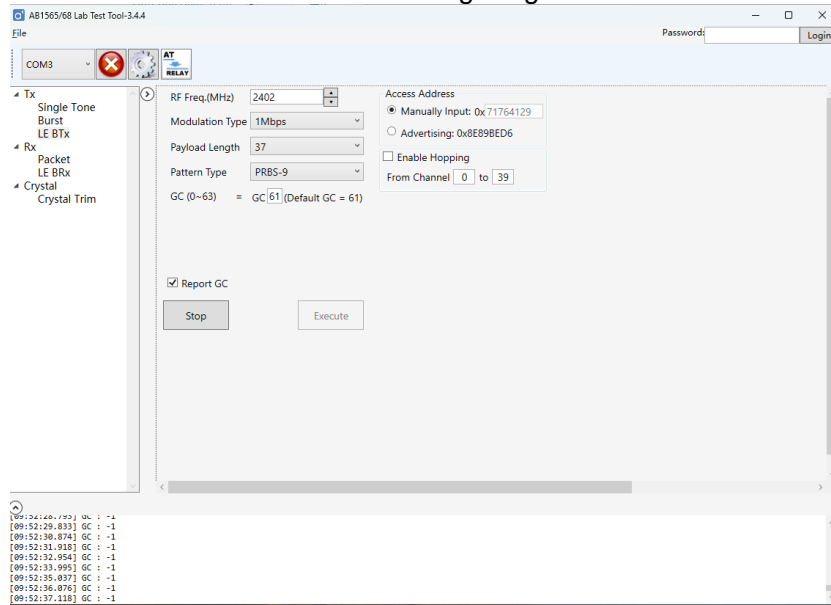 AB1565/68 Lab Test Tool-3.4.4
File
Password:
Login
COM3
AT
RELAY
Tx
Single Tone
Burst
LE BTx
Rx
Packet
LE BRx
Crystal
Crystal Trim
RF Freq.(MHz) 2402
Modulation Type 1Mbps
Payload Length 37
Pattern Type PRBS-9
GC (0~63) = GC 61 (Default GC = 61)
Report GC
Stop Execute
Access Address
Manually Input: 0x 71764129
Advertising: 0x8E89BED6
Enable Hopping
From Channel 0 to 39
[09:52:28.795] GC : -1
[09:52:29.833] GC : -1
[09:52:30.874] GC : -1
[09:52:31.918] GC : -1
[09:52:32.954] GC : -1
[09:52:33.995] GC : -1
[09:52:35.037] GC : -1
[09:52:36.076] GC : -1
[09:52:37.118] GC : -1